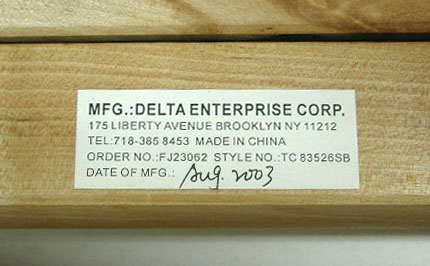 MFG.:DELTA ENTERPRISE CORP.
175 LIBERTY AVENUE BROOKLYN NY 11212
TEL:718-385 8453 MADE IN CHINA
ORDER NO.:FJ23062 STYLE NO.:TC 83526SB
DATE OF MFG.: Aug. 2003